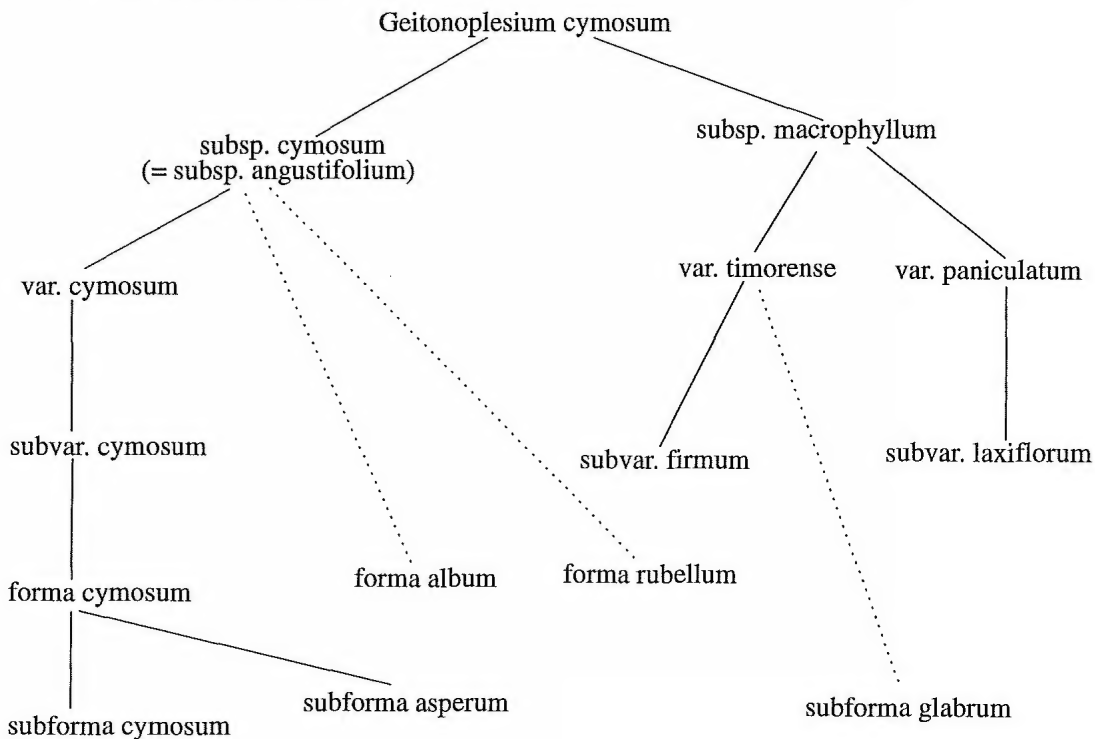 Geitonoplesium cymosum
subsp. cymosum
(= subsp. angustifolium)
subsp. macrophyllum
var. cymosum
var. timorense
var. paniculatum
subvar. cymosum
subvar. firmum
subvar. laxiflorum
forma cymosum
forma album
forma rubellum
subforma cymosum
subforma asperum
subforma glabrum